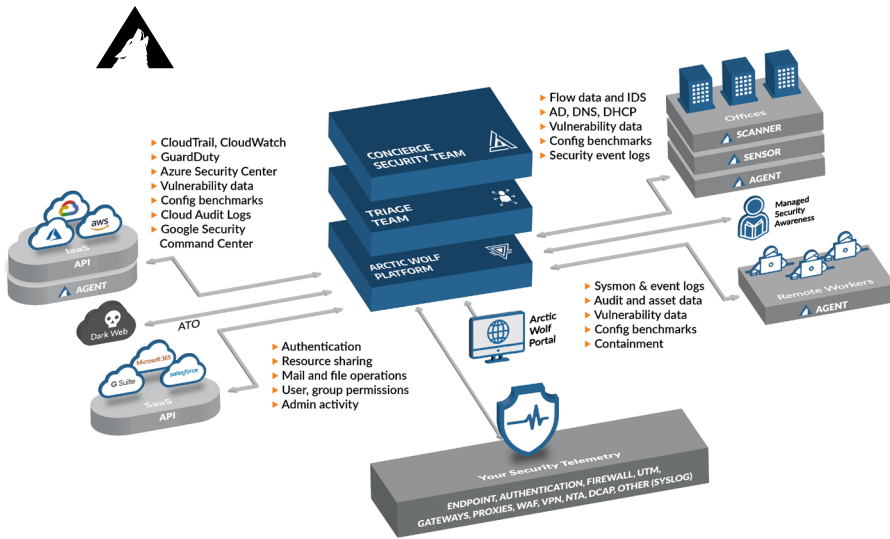 CONCIERGE
SECURITY TEAM
TRIAGE
TEAM
ARCTIC WOLF
PLATFORM
CloudTrail, CloudWatch
GuardDuty
Azure Security Center
Vulnerability data
Config benchmarks
Cloud Audit Logs
Google Security
Command Center
aws
IaaS
API
AGENT
Dark Web
ATO
Microsoft 365
G Suite
salesforce
SaaS
API
Authentication
Resource sharing
Mail and file operations
User, group permissions
Admin activity
Flow data and IDS
AD, DNS, DHCP
Vulnerability data
Config benchmarks
Security event logs
Offices
SCANNER
SENSOR
AGENT
Managed
Security
Awareness
Remote Workers
AGENT
Sysmon & event logs
Audit and asset data
Vulnerability data
Config benchmarks
Containment
Arctic
Wolf
Portal
Your Security Telemetry
ENDPOINT, AUTHENTICATION, FIREWALL, UTM,
GATEWAYS, PROXIES, WAF, VPN, NTA, DCAP, OTHER (SYSLOG)